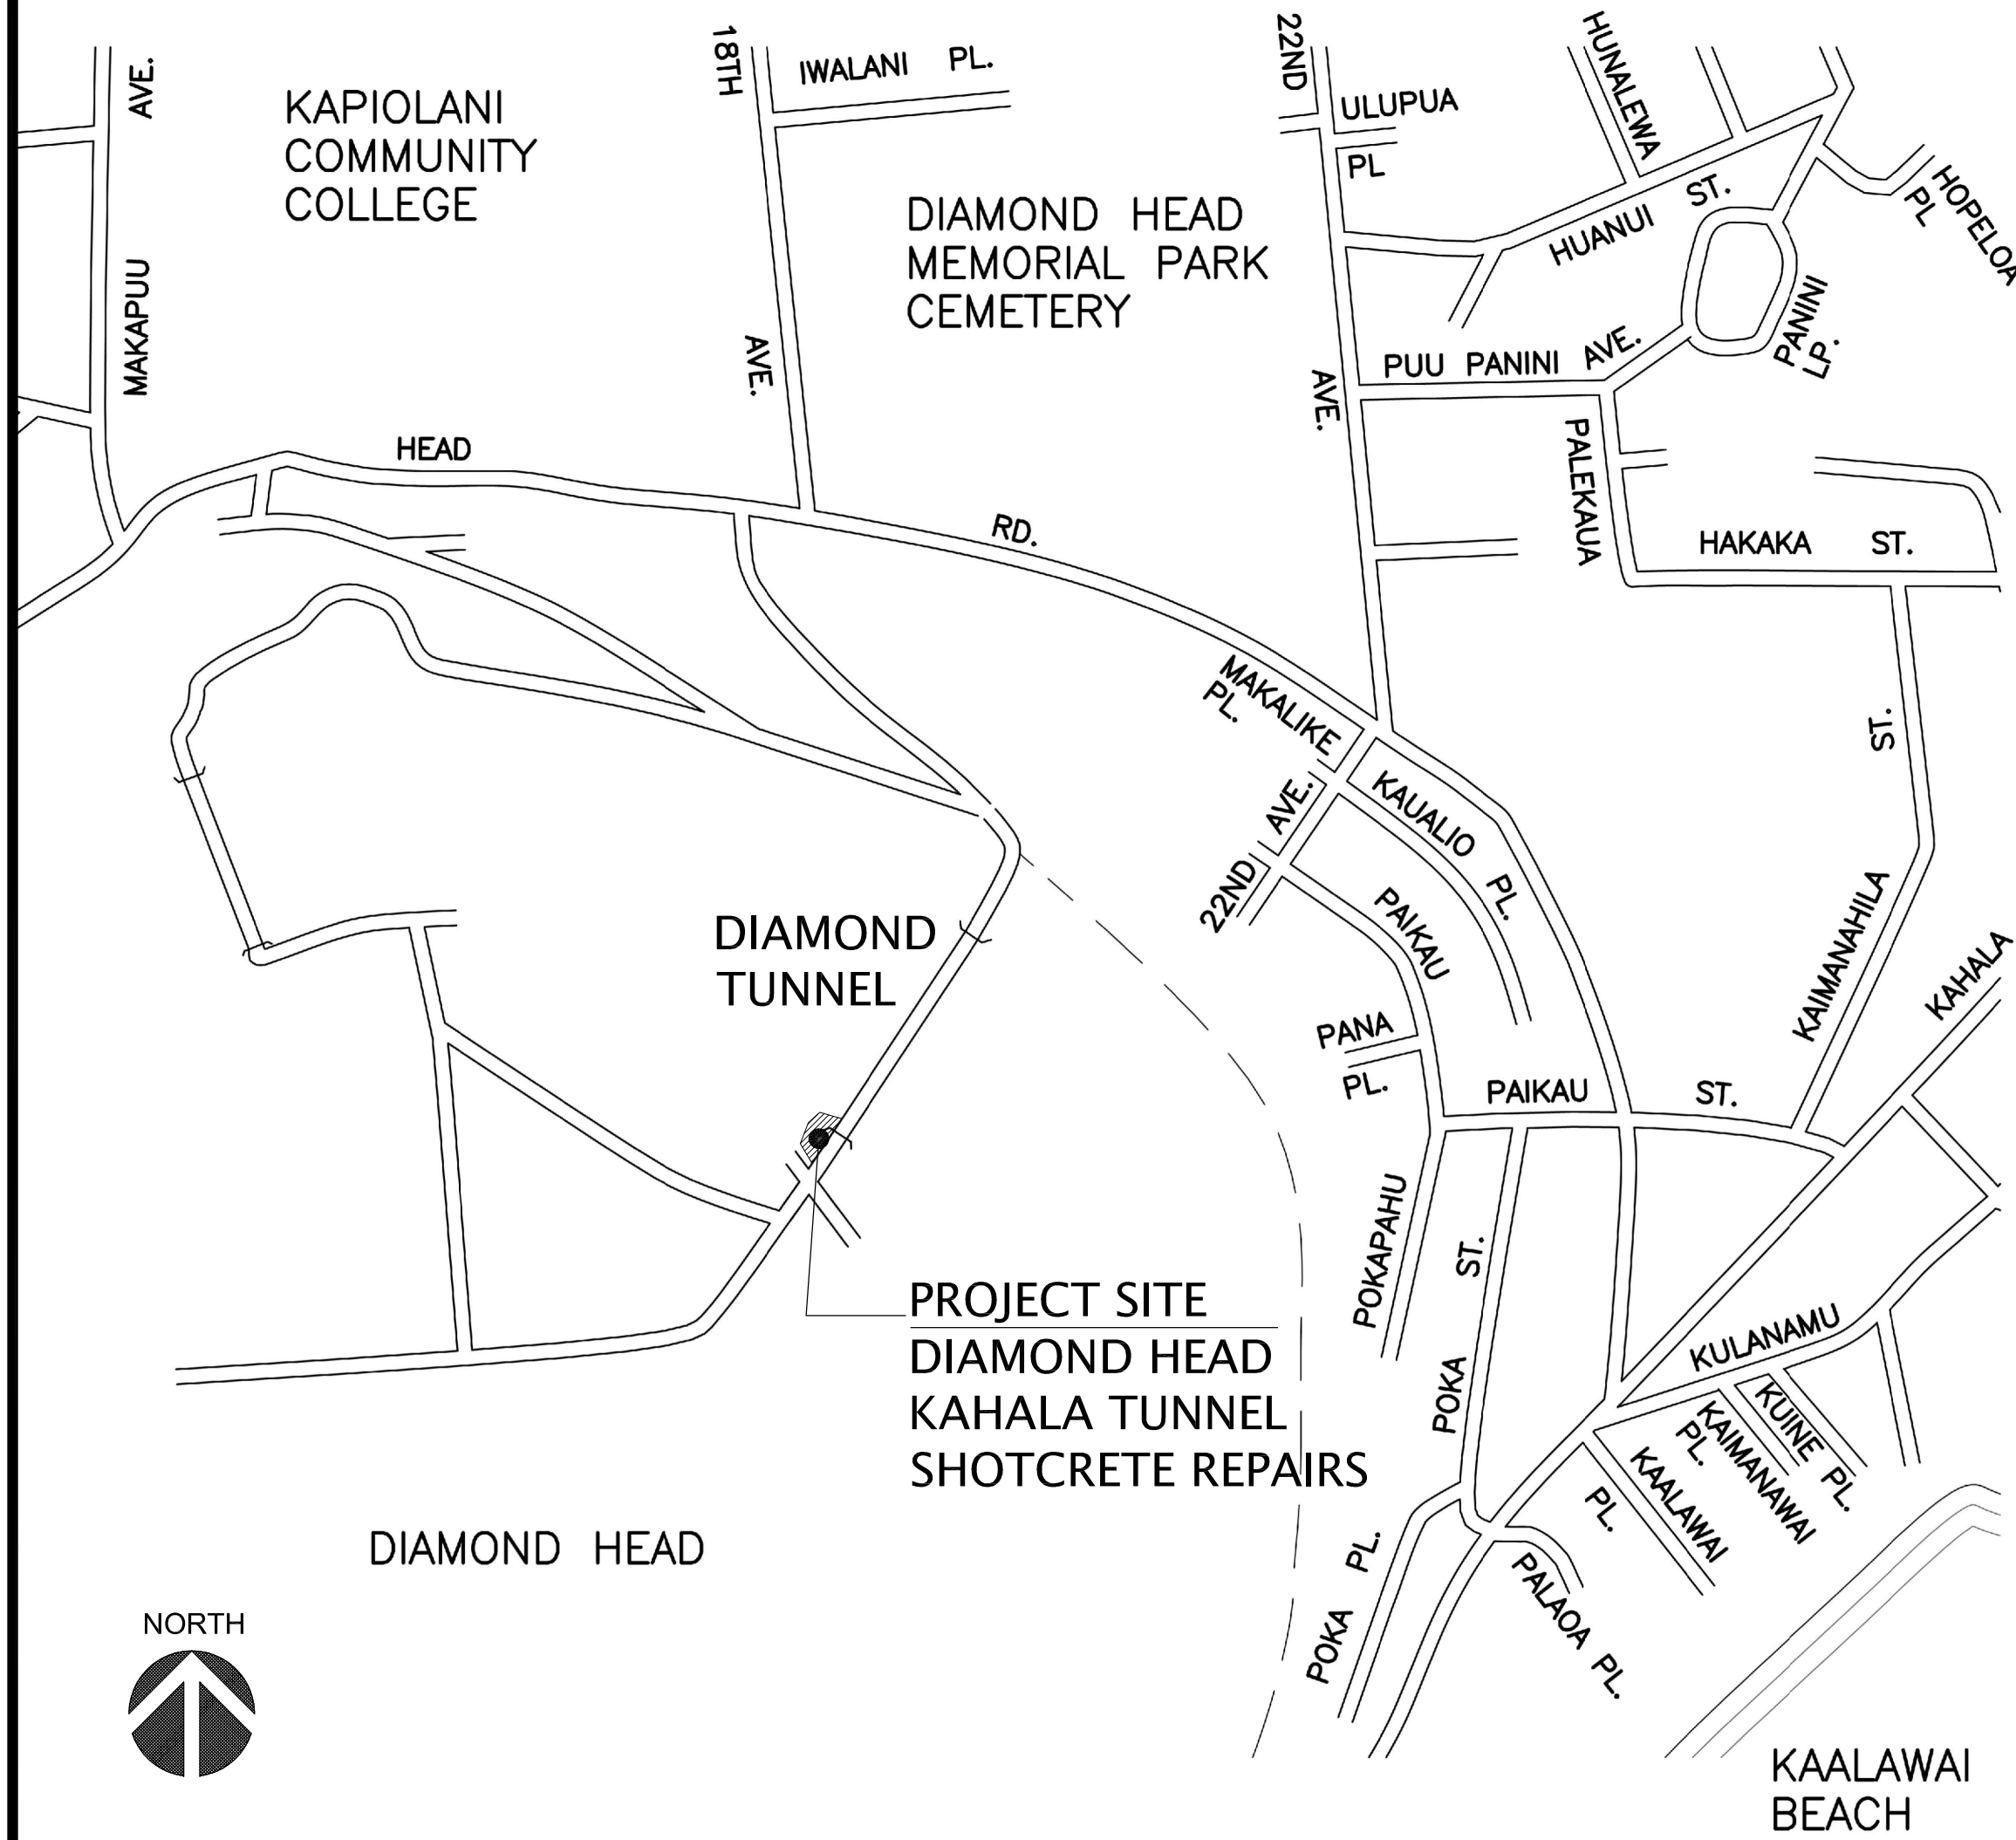 AVE.
MAKAPUU
KAPIOLANI
COMMUNITY
COLLEGE
18TH
AVE.
IWALANI PL.
DIAMOND HEAD
MEMORIAL PARK
CEMETERY
22ND
AVE.
ULUPUA
PL
HUNALEWA
HUANUI ST.
HOPELOA
PL
PANINI
LP.
PUU PANINI AVE.
PALEKAUA
HAKAKA ST.
HEAD
RD.
MAKALIKE
PL.
22ND AVE.
KAUALIO PL.
PAIKAU
PANA
PL.
PAIKAU ST.
KAIMANAHILA
ST.
KAHALA
DIAMOND
TUNNEL
POKAPAHU
POKA ST.
PROJECT SITE
DIAMOND HEAD
KAHALA TUNNEL
SHOTCRETE REPAIRS
KULANAMU
KUINE PL.
KAIMANAWAI
PL.
KAALAWAI
PL.
POKA PL.
PALAOA PL.
DIAMOND HEAD
NORTH
KAALAWAI
BEACH